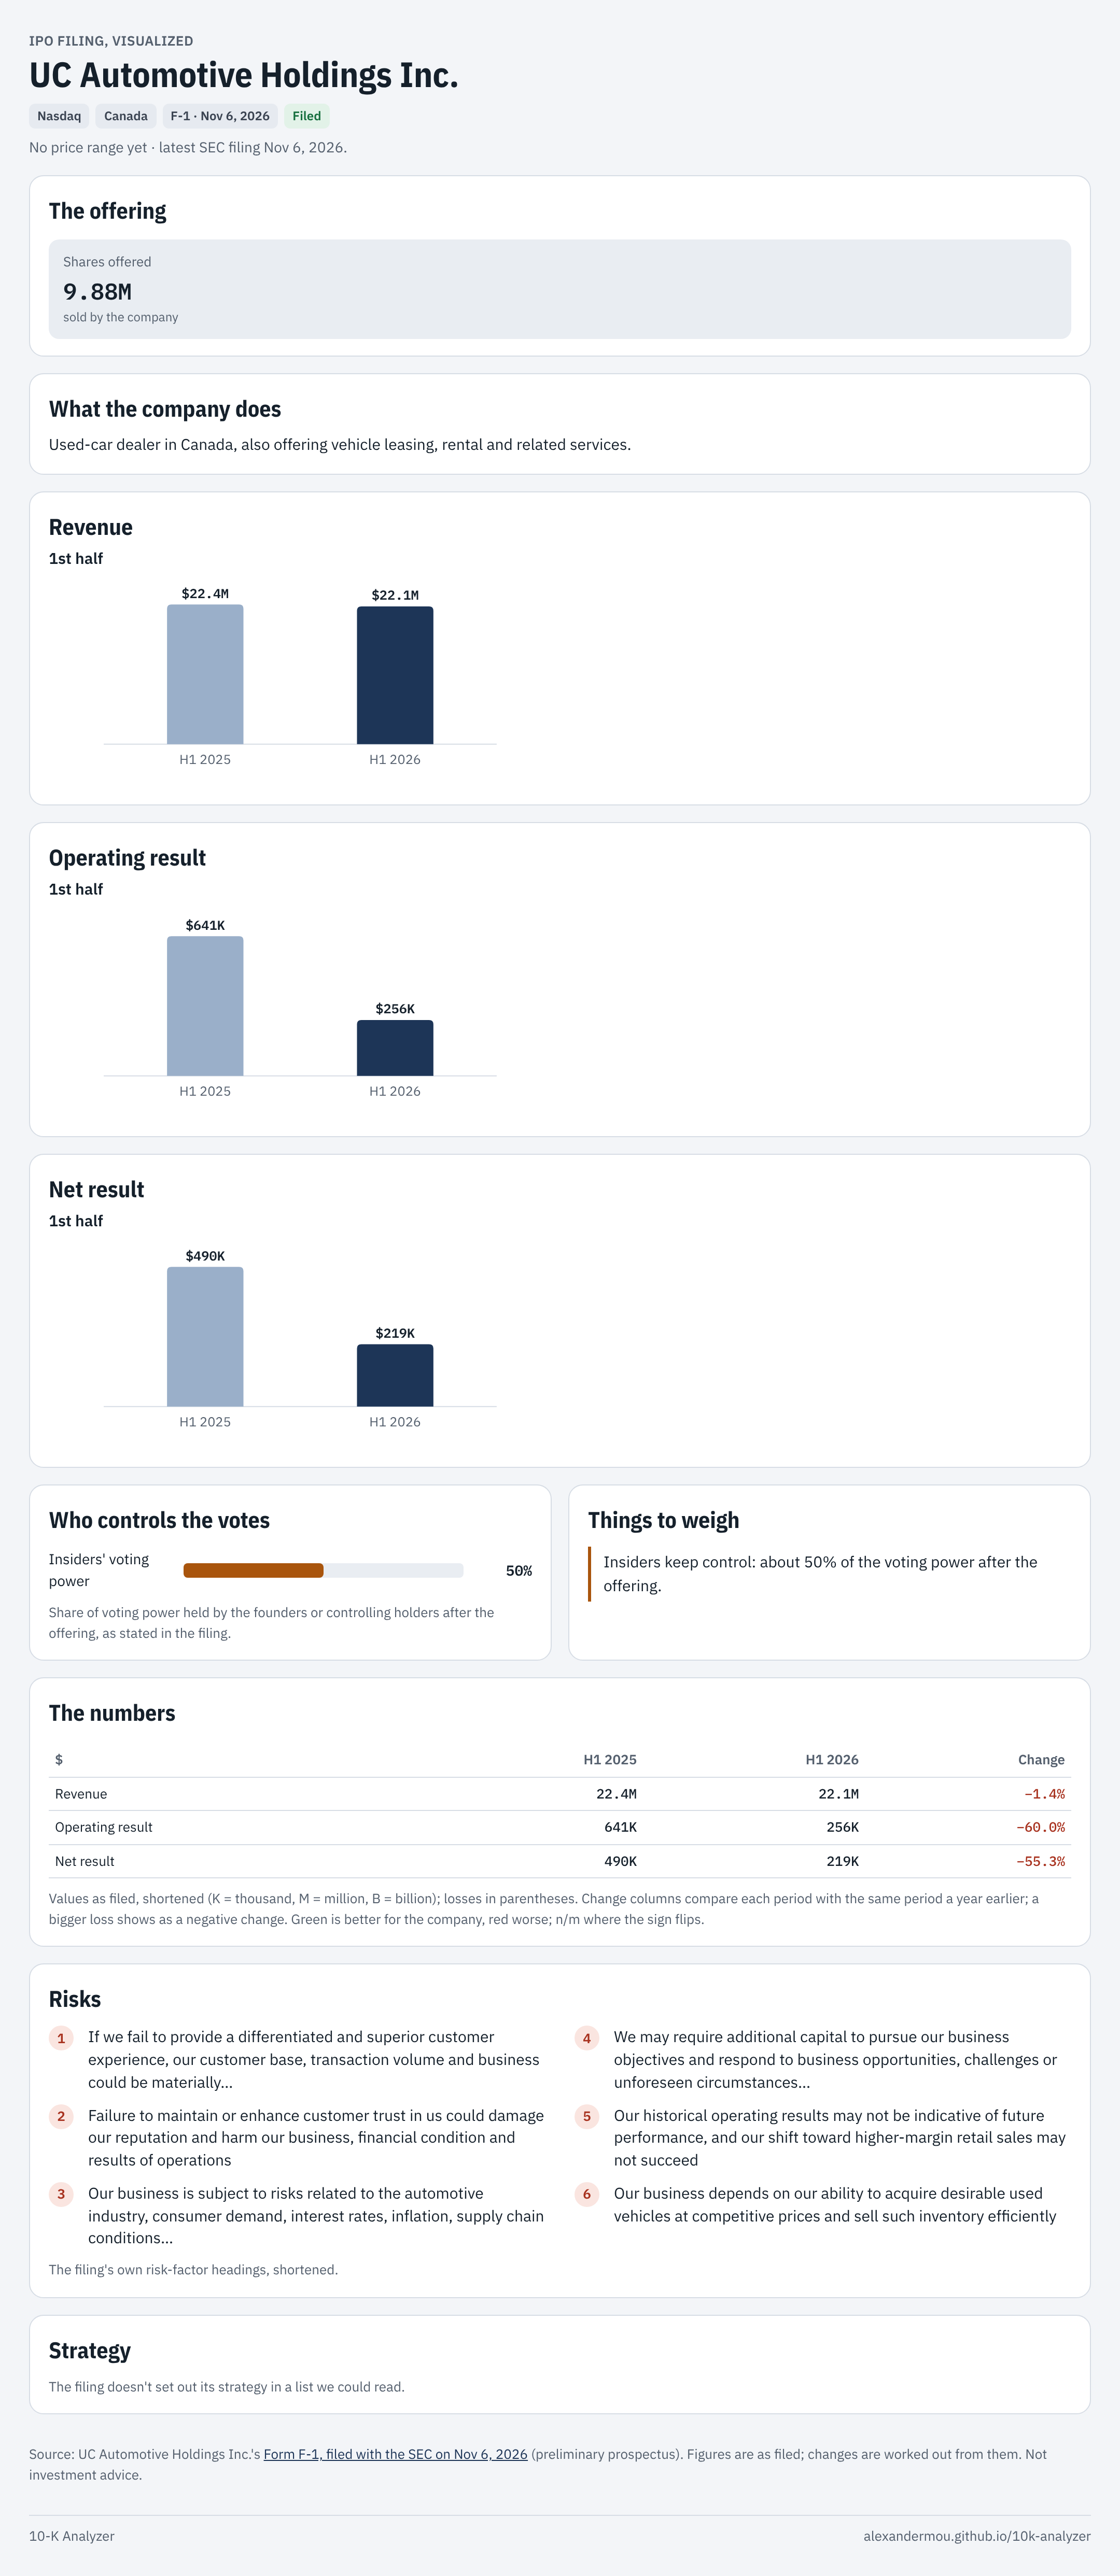 IPO FILING, VISUALIZED
UC Automotive Holdings Inc.
Nasdaq Canada F-1 · Nov 6, 2026 Filed
No price range yet · latest SEC filing Nov 6, 2026.
The offering
Shares offered
9.88M
sold by the company
What the company does
Used-car dealer in Canada, also offering vehicle leasing, rental and related services.
Revenue
1st half
$22.4M $22.1M
H1 2025 H1 2026
Operating result
1st half
$641K
$256K
H1 2025 H1 2026
Net result
1st half
$490K
$219K
H1 2025 H1 2026
Who controls the votes
Insiders' voting
power
50%
Share of voting power held by the founders or controlling holders after the
offering, as stated in the filing.
Things to weigh
Insiders keep control: about 50% of the voting power after the
offering.
The numbers
$ H1 2025 H1 2026 Change
Revenue 22.4M 22.1M −1.4%
Operating result 641K 256K −60.0%
Net result 490K 219K −55.3%
Values as filed, shortened (K = thousand, M = million, B = billion); losses in parentheses. Change columns compare each period with the same period a year earlier; a
bigger loss shows as a negative change. Green is better for the company, red worse; n/m where the sign flips.
Risks
1 If we fail to provide a differentiated and superior customer
experience, our customer base, transaction volume and business
could be materially…
2 Failure to maintain or enhance customer trust in us could damage
our reputation and harm our business, financial condition and
results of operations
3 Our business is subject to risks related to the automotive
industry, consumer demand, interest rates, inflation, supply chain
conditions…
4 We may require additional capital to pursue our business
objectives and respond to business opportunities, challenges or
unforeseen circumstances…
5 Our historical operating results may not be indicative of future
performance, and our shift toward higher-margin retail sales may
not succeed
6 Our business depends on our ability to acquire desirable used
vehicles at competitive prices and sell such inventory efficiently
The filing's own risk-factor headings, shortened.
Strategy
The filing doesn't set out its strategy in a list we could read.
Source: UC Automotive Holdings Inc.'s Form F-1, filed with the SEC on Nov 6, 2026 (preliminary prospectus). Figures are as filed; changes are worked out from them. Not
investment advice.
10-K Analyzer alexandermou.github.io/10k-analyzer